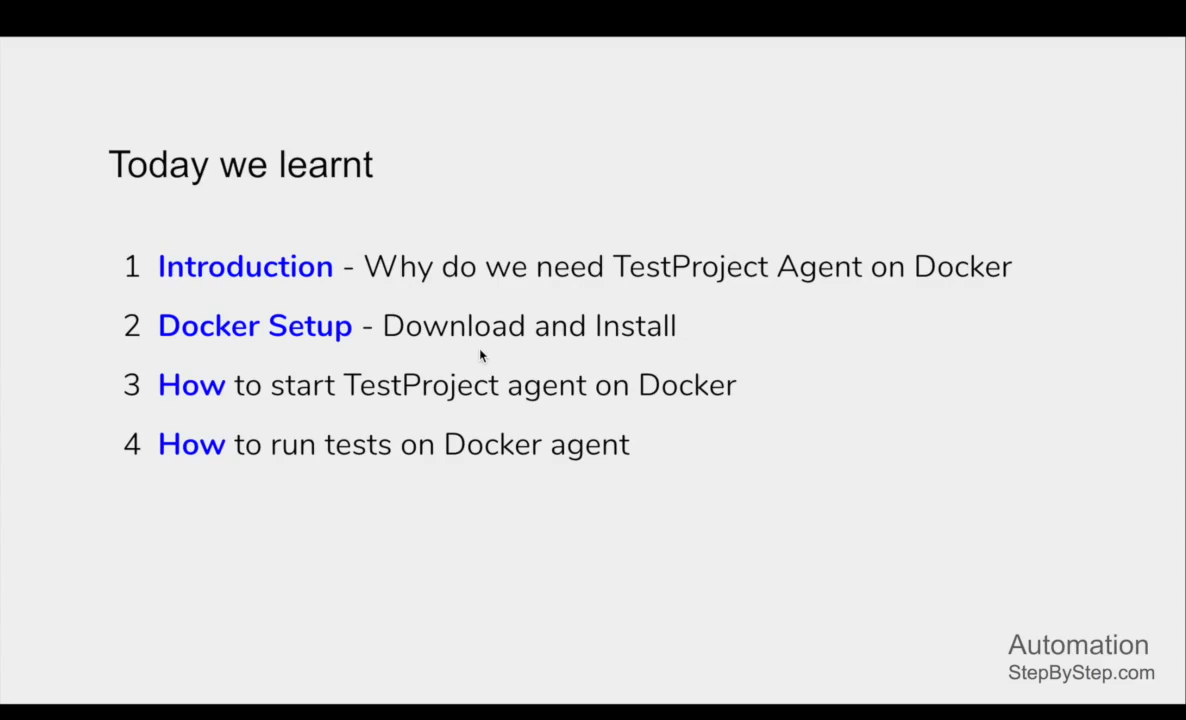 Today we learnt
1 Introduction - Why do we need TestProject Agent on Docker
2 Docker Setup - Download and Install
3 How to start TestProject agent on Docker
4 How to run tests on Docker agent
Automation
StepByStep.com